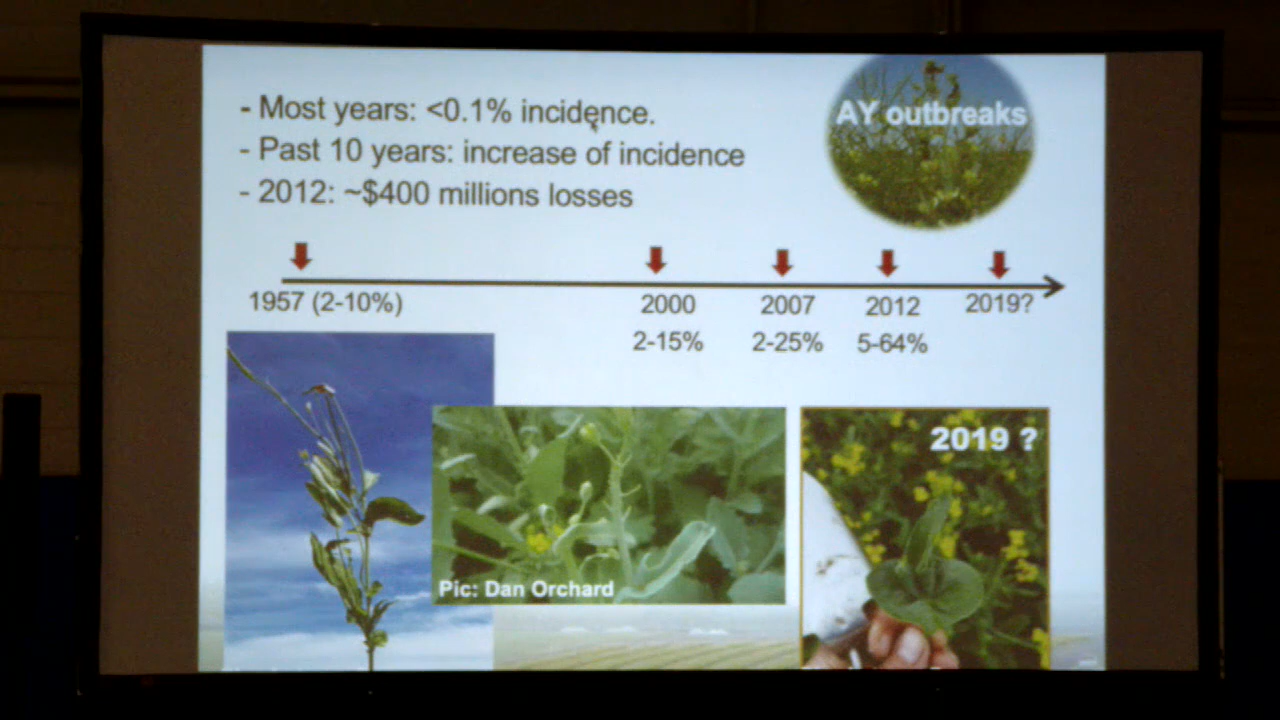 - Most years: <0.1% incidence.
- Past 10 years: increase of incidence
- 2012: ~$400 millions losses
AY outbreaks
1957 (2-10%)
2000
2007
2012
2019?
2-15%
2-25%
5-64%
2019 ?
Pic: Dan Orchard